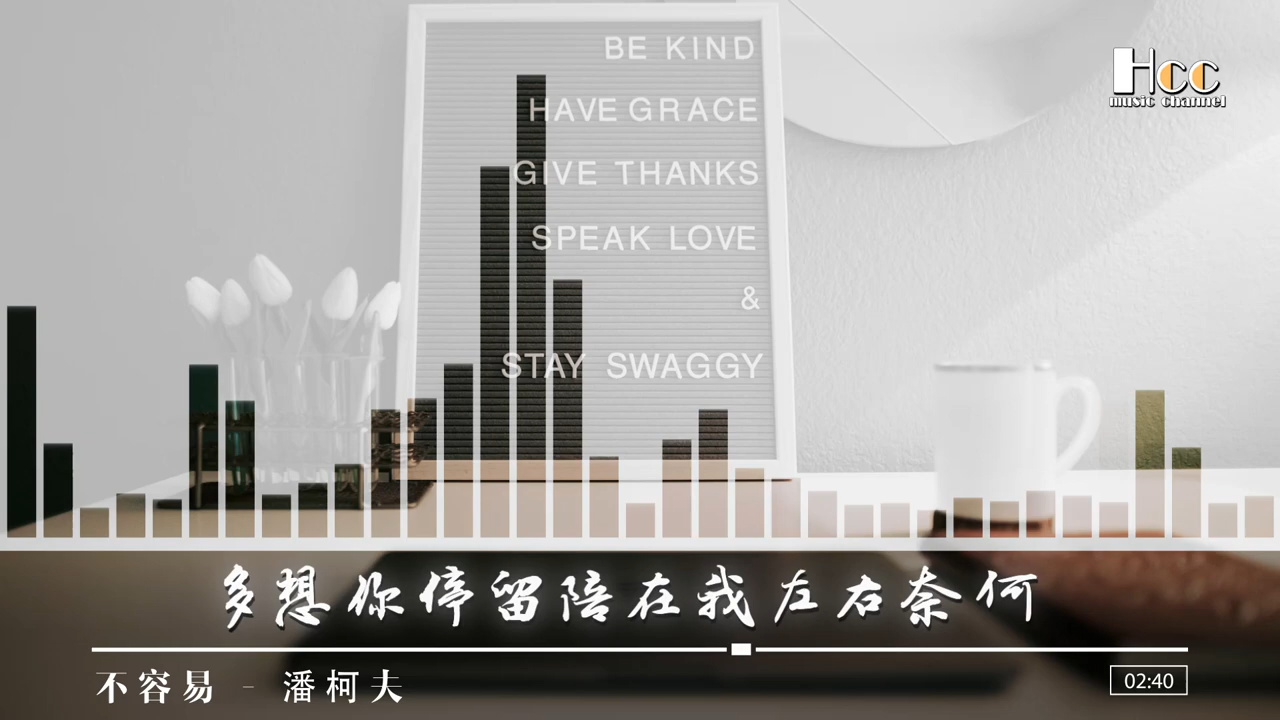 BE KIND
HAVE GRACE
GIVE THANKS
SPEAK LOVE
&
STAY SWAGGY
Hcc
music channel
多想你停留陪在我左右奈何
不容易 - 潘柯夫
02:40